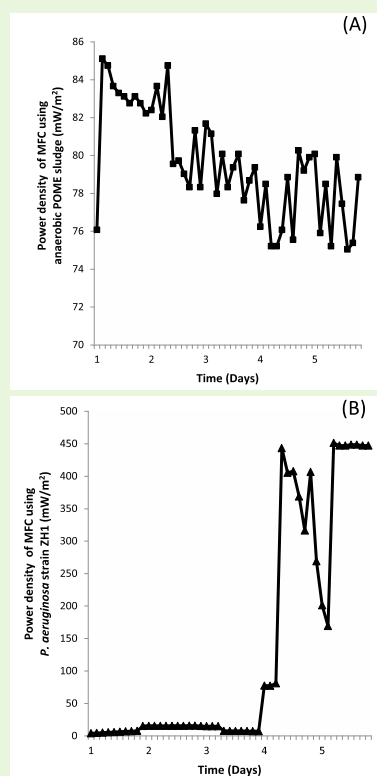 (A)
Power density of MFC using
anaerobic POME sludge (mW/m²)
86
84
82
80
78
76
74
72
70
1 2 3 4 5
Time (Days)
(B)
Power density of MFC using
P. aeruginosa strain ZH1 (mW/m²)
500
450
400
350
300
250
200
150
100
50
0
1 2 3 4 5
Time (Days)